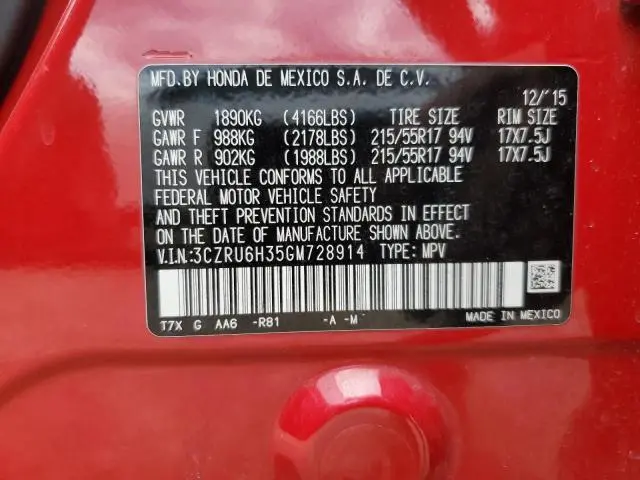 MFD. BY HONDA DE MEXICO S.A. DE C.V.
12/'15
GVWR 1890KG (4166LBS) TIRE SIZE RIM SIZE
GAWR F 988KG (2178LBS) 215/55R17 94V 17X7.5J
GAWR R 902KG (1988LBS) 215/55R17 94V 17X7.5J
THIS VEHICLE CONFORMS TO ALL APPLICABLE
FEDERAL MOTOR VEHICLE SAFETY
AND THEFT PREVENTION STANDARDS IN EFFECT
ON THE DATE OF MANUFACTURE SHOWN ABOVE.
V.I.N:3CZRU6H35GM728914 TYPE: MPV
T7X G AA6 -R81 -A -M MADE IN MEXICO